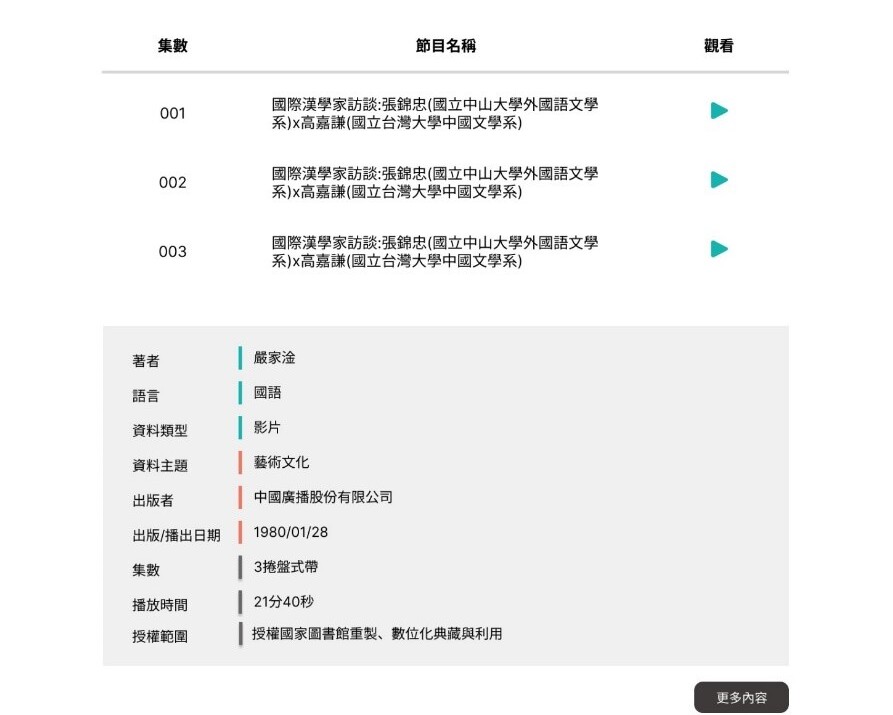 集數 節目名稱 觀看
001 國際漢學家訪談:張錦忠(國立中山大學外國語文學
系)x高嘉謙(國立台灣大學中國文學系)
002 國際漢學家訪談:張錦忠(國立中山大學外國語文學
系)x高嘉謙(國立台灣大學中國文學系)
003 國際漢學家訪談:張錦忠(國立中山大學外國語文學
系)x高嘉謙(國立台灣大學中國文學系)
著者 嚴家淦
語言 國語
資料類型 影片
資料主題 藝術文化
出版者 中國廣播股份有限公司
出版/播出日期 1980/01/28
集數 3捲盤式帶
播放時間 21分40秒
授權範圍 授權國家圖書館重製、數位化典藏與利用
更多內容